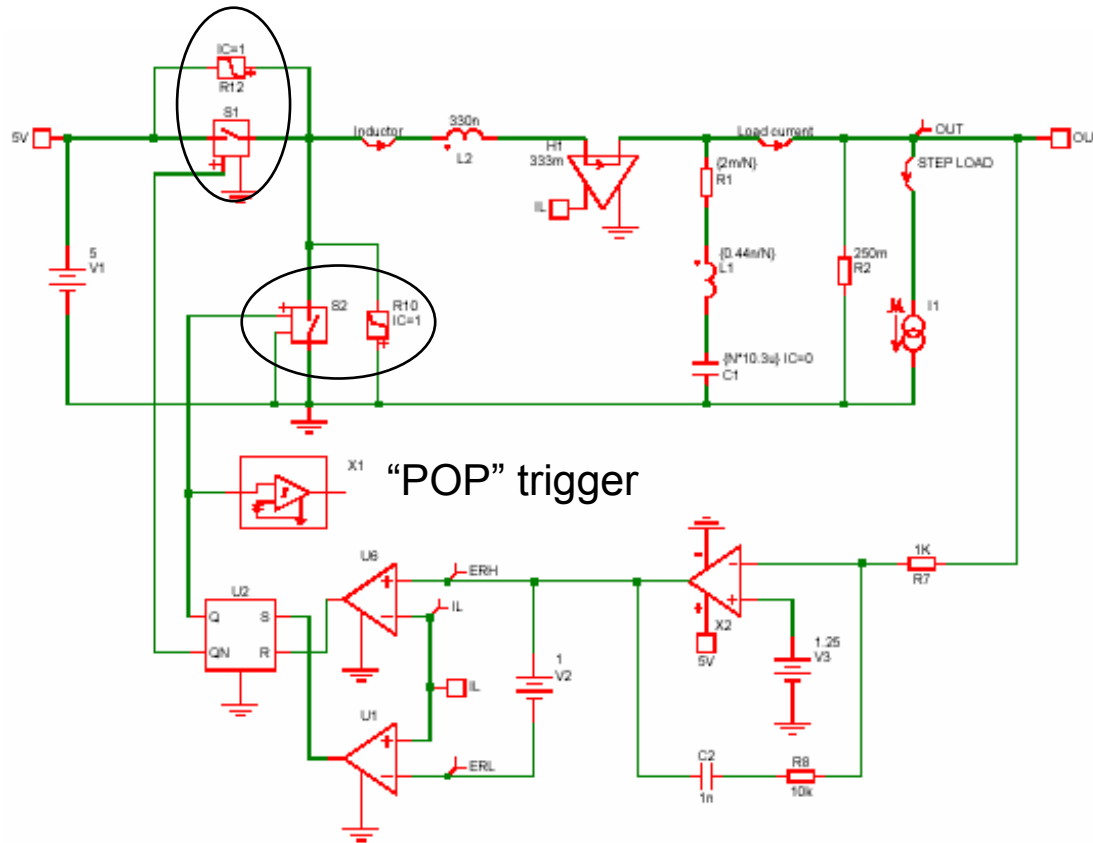 IC=1
R12
S1
5V
Inductor
330n
L2
H1
333m
IL
{2m/N}
R1
Load current
OUT
OU
STEP LOAD
5
V1
S2
R10
IC=1
{0.44n/N}
L1
250m
R2
I1
{N*10.3u} IC=0
C1
X1
“POP” trigger
U2
Q
S
QN
R
U6
ERH
IL
IL
U1
ERL
1
V2
X2
5V
1K
R7
1.25
V3
C2
1n
R8
10k